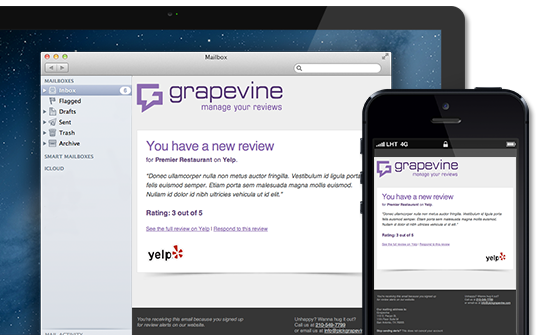 Mailbox
MAILBOXES
Inbox
Flagged
Drafts
Sent
Trash
Archive
SMART MAILBOXES
ICLOUD
MAIL ACTIVITY
grapevine
manage your reviews
You have a new review
for Premier Restaurant on Yelp.
"Donec ullamcorper nulla non metus auctor fringilla. Vestibulum id ligula porta
felis euismod semper. Etiam porta sem malesuada magna mollis euismod.
Nullam id dolor id nibh ultricies vehicula ut id elit."
Rating: 3 out of 5
See the full review on Yelp | Respond to this review
yelp
You're receiving this email because you signed up
for review alerts on our website.
Unhappy? Wanna hug it out?
Call us at 210-549-7799
or email us at
LHT 4G
grapevine
manage your reviews
You have a new review
for Premier Restaurant on Yelp.
"Donec ullamcorper nulla non metus auctor fringilla. Vestibulum id ligula porta
felis euismod semper. Etiam porta sem malesuada magna mollis euismod.
Nullam id dolor id nibh ultricies vehicula ut id elit."
Rating: 3 out of 5
See the full review on Yelp | Respond to this review
yelp